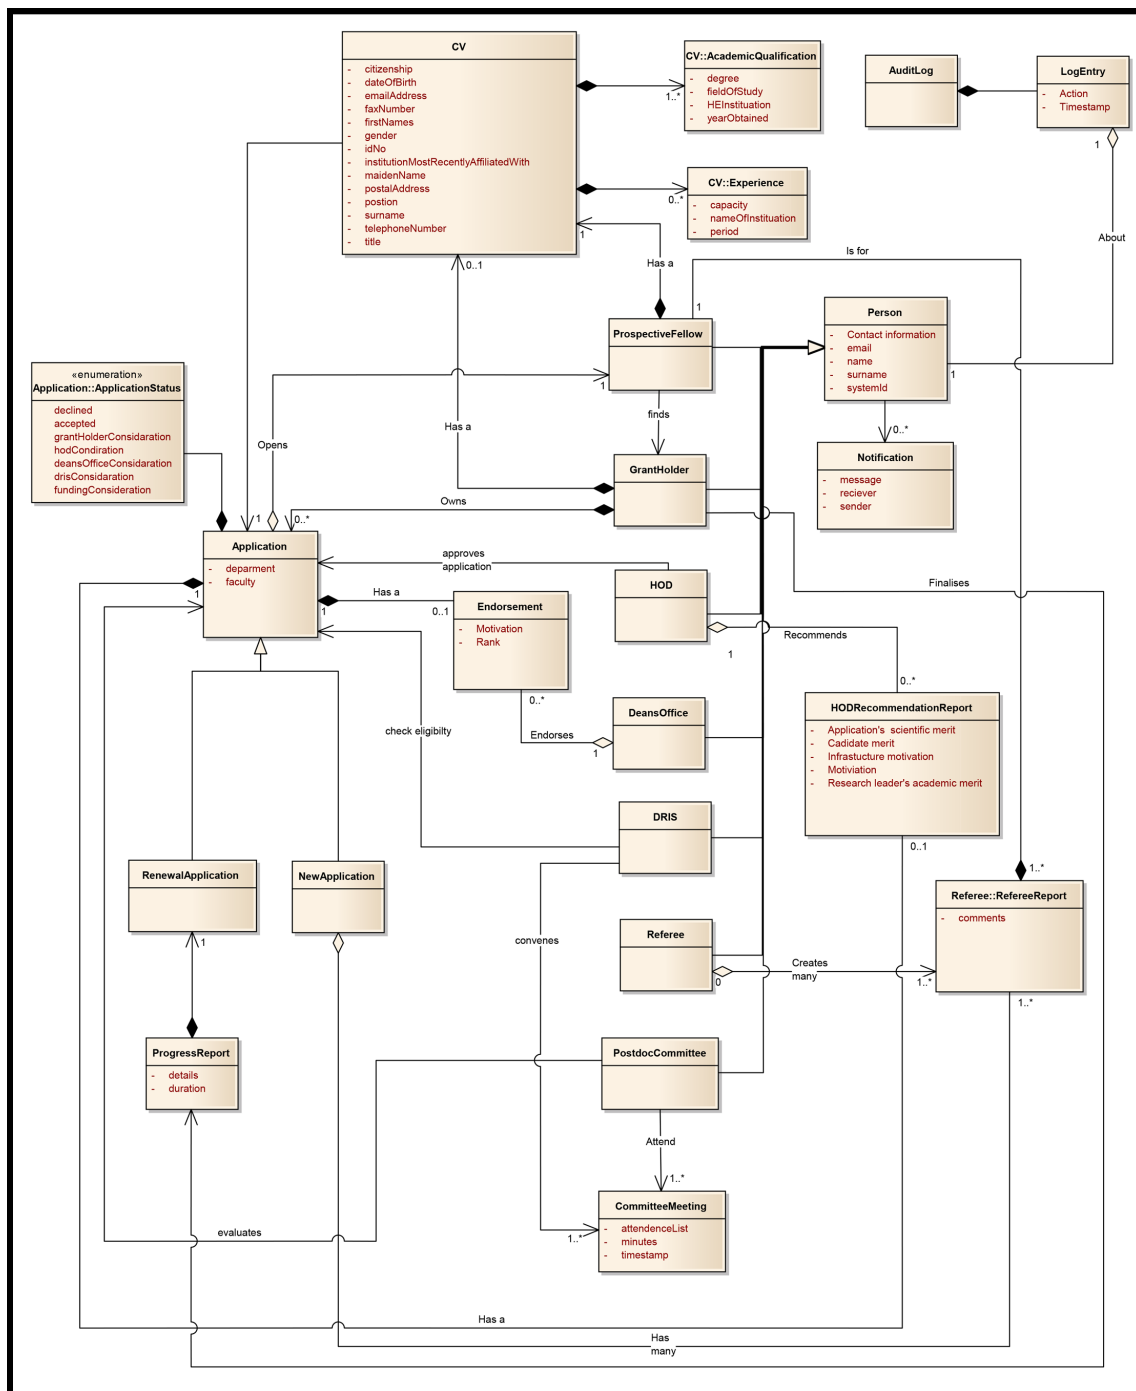 CV
- citizenship
- dateOfBirth
- emailAddress
- faxNumber
- firstNames
- gender
- idNo
- institutionMostRecentlyAffiliatedWith
- maidenName
- postalAddress
- postion
- surname
- telephoneNumber
- title
CV::AcademicQualification
- degree
- fieldOfStudy
- HEInstituation
- yearObtained
1..*
AuditLog
LogEntry
- Action
- Timestamp
1
CV::Experience
- capacity
- nameOfInstituation
- period
0..*
1
About
Is for
Has a
0..1
1
ProspectiveFellow
1
Person
- Contact information
- email
- name
- surname
- systemId
1
«enumeration»
Application::ApplicationStatus
declined
accepted
grantHolderConsidaration
hodCondiration
deansOfficeConsidaration
drisConsidaration
fundingConsideration
finds
Has a
Opens
0..*
Notification
- message
- reciever
- sender
GrantHolder
Owns
1
0..*
Application
- deparment
- faculty
1
approves
application
HOD
Finalises
Has a
1
0..1
Endorsement
- Motivation
- Rank
Recommends
1
0..*
0..*
HODRecommendationReport
- Application's scientific merit
- Cadidate merit
- Infrastucture motivation
- Motiviation
- Research leader's academic merit
0..1
DeansOffice
Endorses
1
check eligibilty
DRIS
RenewalApplication
1
NewApplication
1..*
Referee::RefereeReport
- comments
1..*
Referee
0
Creates
many
1..*
convenes
ProgressReport
- details
- duration
PostdocCommittee
Attend
1..*
CommitteeMeeting
- attendenceList
- minutes
- timestamp
1..*
evaluates
Has a
Has
many